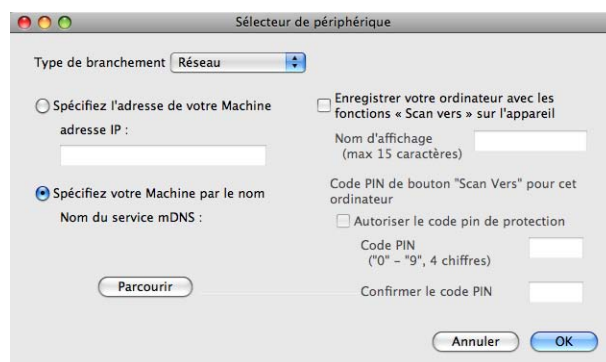 Sélecteur de périphérique
Type de branchement Réseau
Spécifiez l'adresse de votre Machine
adresse IP :
Spécifiez votre Machine par le nom
Nom du service mDNS :
Parcourir
Enregistrer votre ordinateur avec les
fonctions « Scan vers » sur l'appareil
Nom d'affichage
(max 15 caractères)
Code PIN de bouton "Scan Vers" pour cet
ordinateur
Autoriser le code pin de protection
Code PIN
("0" – "9", 4 chiffres)
Confirmer le code PIN
Annuler OK